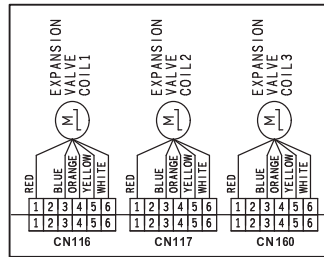 EXPANSION VALVE COIL1
EXPANSION VALVE COIL2
EXPANSION VALVE COIL3
M
M
M
RED
BLUE
ORANGE
YELLOW
WHITE
RED
BLUE
ORANGE
YELLOW
WHITE
RED
BLUE
ORANGE
YELLOW
WHITE
1 2 3 4 5 6
1 2 3 4 5 6
1 2 3 4 5 6
1 2 3 4 5 6
1 2 3 4 5 6
1 2 3 4 5 6
CN116
CN117
CN160